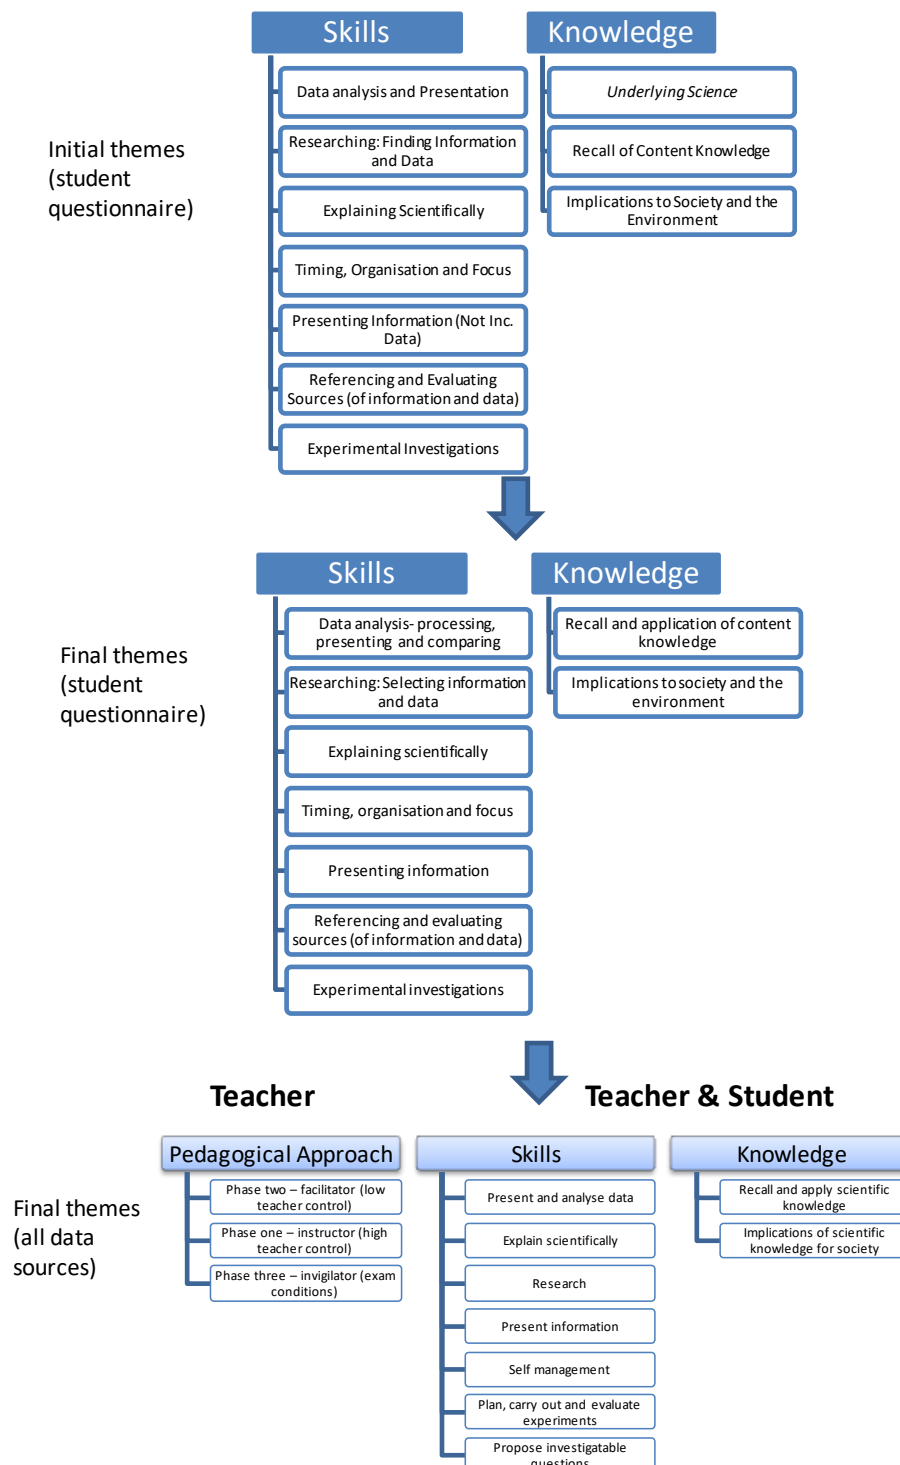 Skills
Knowledge
Initial themes
(student
questionnaire)
Data analysis and Presentation
Researching: Finding Information
and Data
Explaining Scientifically
Timing, Organisation and Focus
Presenting Information (Not Inc.
Data)
Referencing and Evaluating
Sources (of information and data)
Experimental Investigations
Underlying Science
Recall of Content Knowledge
Implications to Society and the
Environment
Skills
Knowledge
Final themes
(student
questionnaire)
Data analysis- processing,
presenting and comparing
Researching: Selecting information
and data
Explaining scientifically
Timing, organisation and focus
Presenting information
Referencing and evaluating
sources (of information and data)
Experimental investigations
Recall and application of content
knowledge
Implications to society and the
environment
Teacher
Teacher & Student
Final themes
(all data
sources)
Pedagogical Approach
Phase two – facilitator (low
teacher control)
Phase one – instructor (high
teacher control)
Phase three – invigilator (exam
conditions)
Skills
Present and analyse data
Explain scientifically
Research
Present information
Self management
Plan, carry out and evaluate
experiments
Propose investigatable
questions
Knowledge
Recall and apply scientific
knowledge
Implications of scientific
knowledge for society